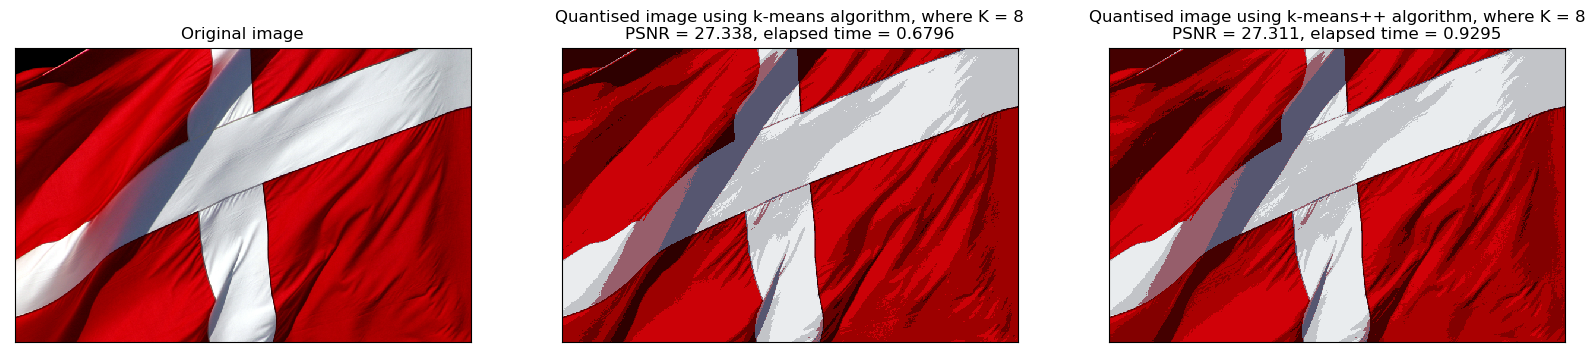 Original image
Quantised image using k-means algorithm, where K = 8
PSNR = 27.338, elapsed time = 0.6796
Quantised image using k-means++ algorithm, where K = 8
PSNR = 27.311, elapsed time = 0.9295